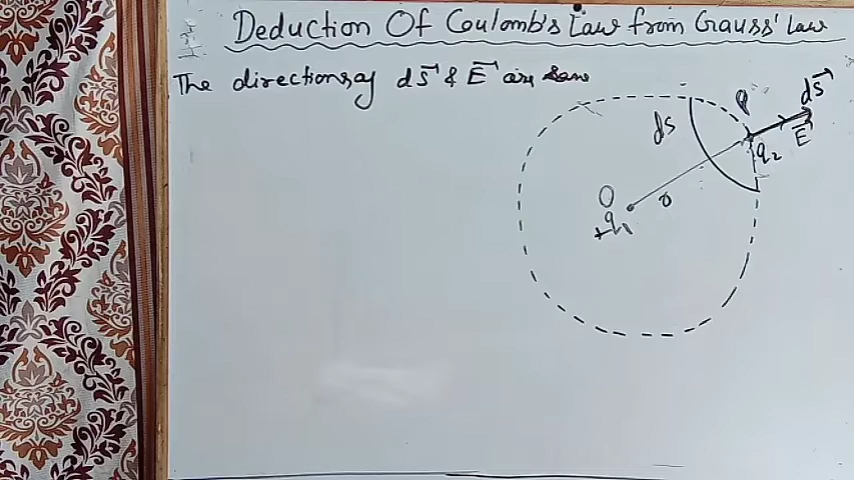 Deduction Of Coulomb's Law from Gauss' Law
The directions of dS→ & E→ are same
P
dS→
ds
E→
q2
O
r
+q1